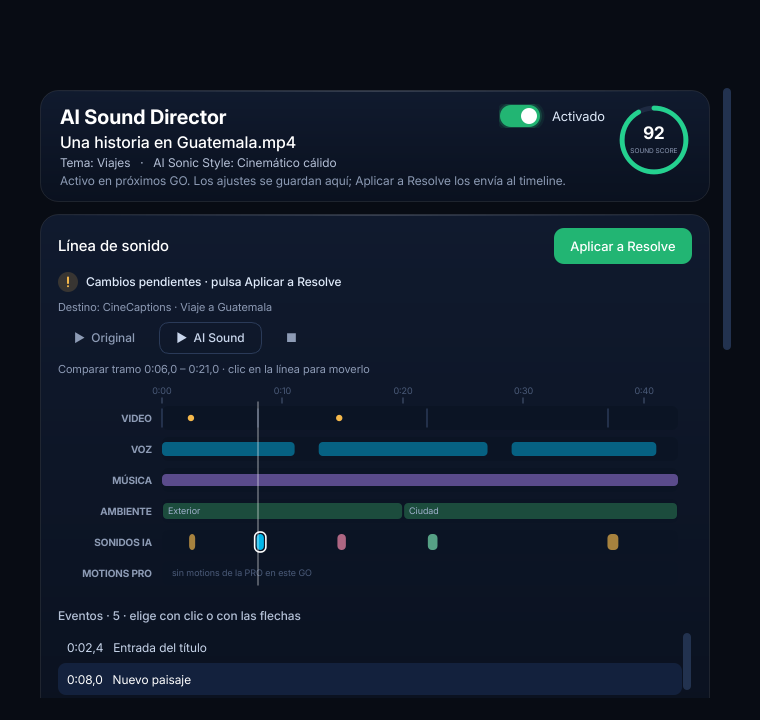 AI Sound Director
Activado
92
SOUND SCORE
Una historia en Guatemala.mp4
Tema: Viajes · AI Sonic Style: Cinemático cálido
Activo en próximos GO. Los ajustes se guardan aquí; Aplicar a Resolve los envía al timeline.
Línea de sonido
Aplicar a Resolve
! Cambios pendientes · pulsa Aplicar a Resolve
Destino: CineCaptions · Viaje a Guatemala
Original AI Sound
Comparar tramo 0:06,0 – 0:21,0 · clic en la línea para moverlo
0:00 0:10 0:20 0:30 0:40
VIDEO
VOZ
MÚSICA
AMBIENTE Exterior Ciudad
SONIDOS IA
MOTIONS PRO sin motions de la PRO en este GO
Eventos · 5 · elige con clic o con las flechas
0:02,4 Entrada del título
0:08,0 Nuevo paisaje